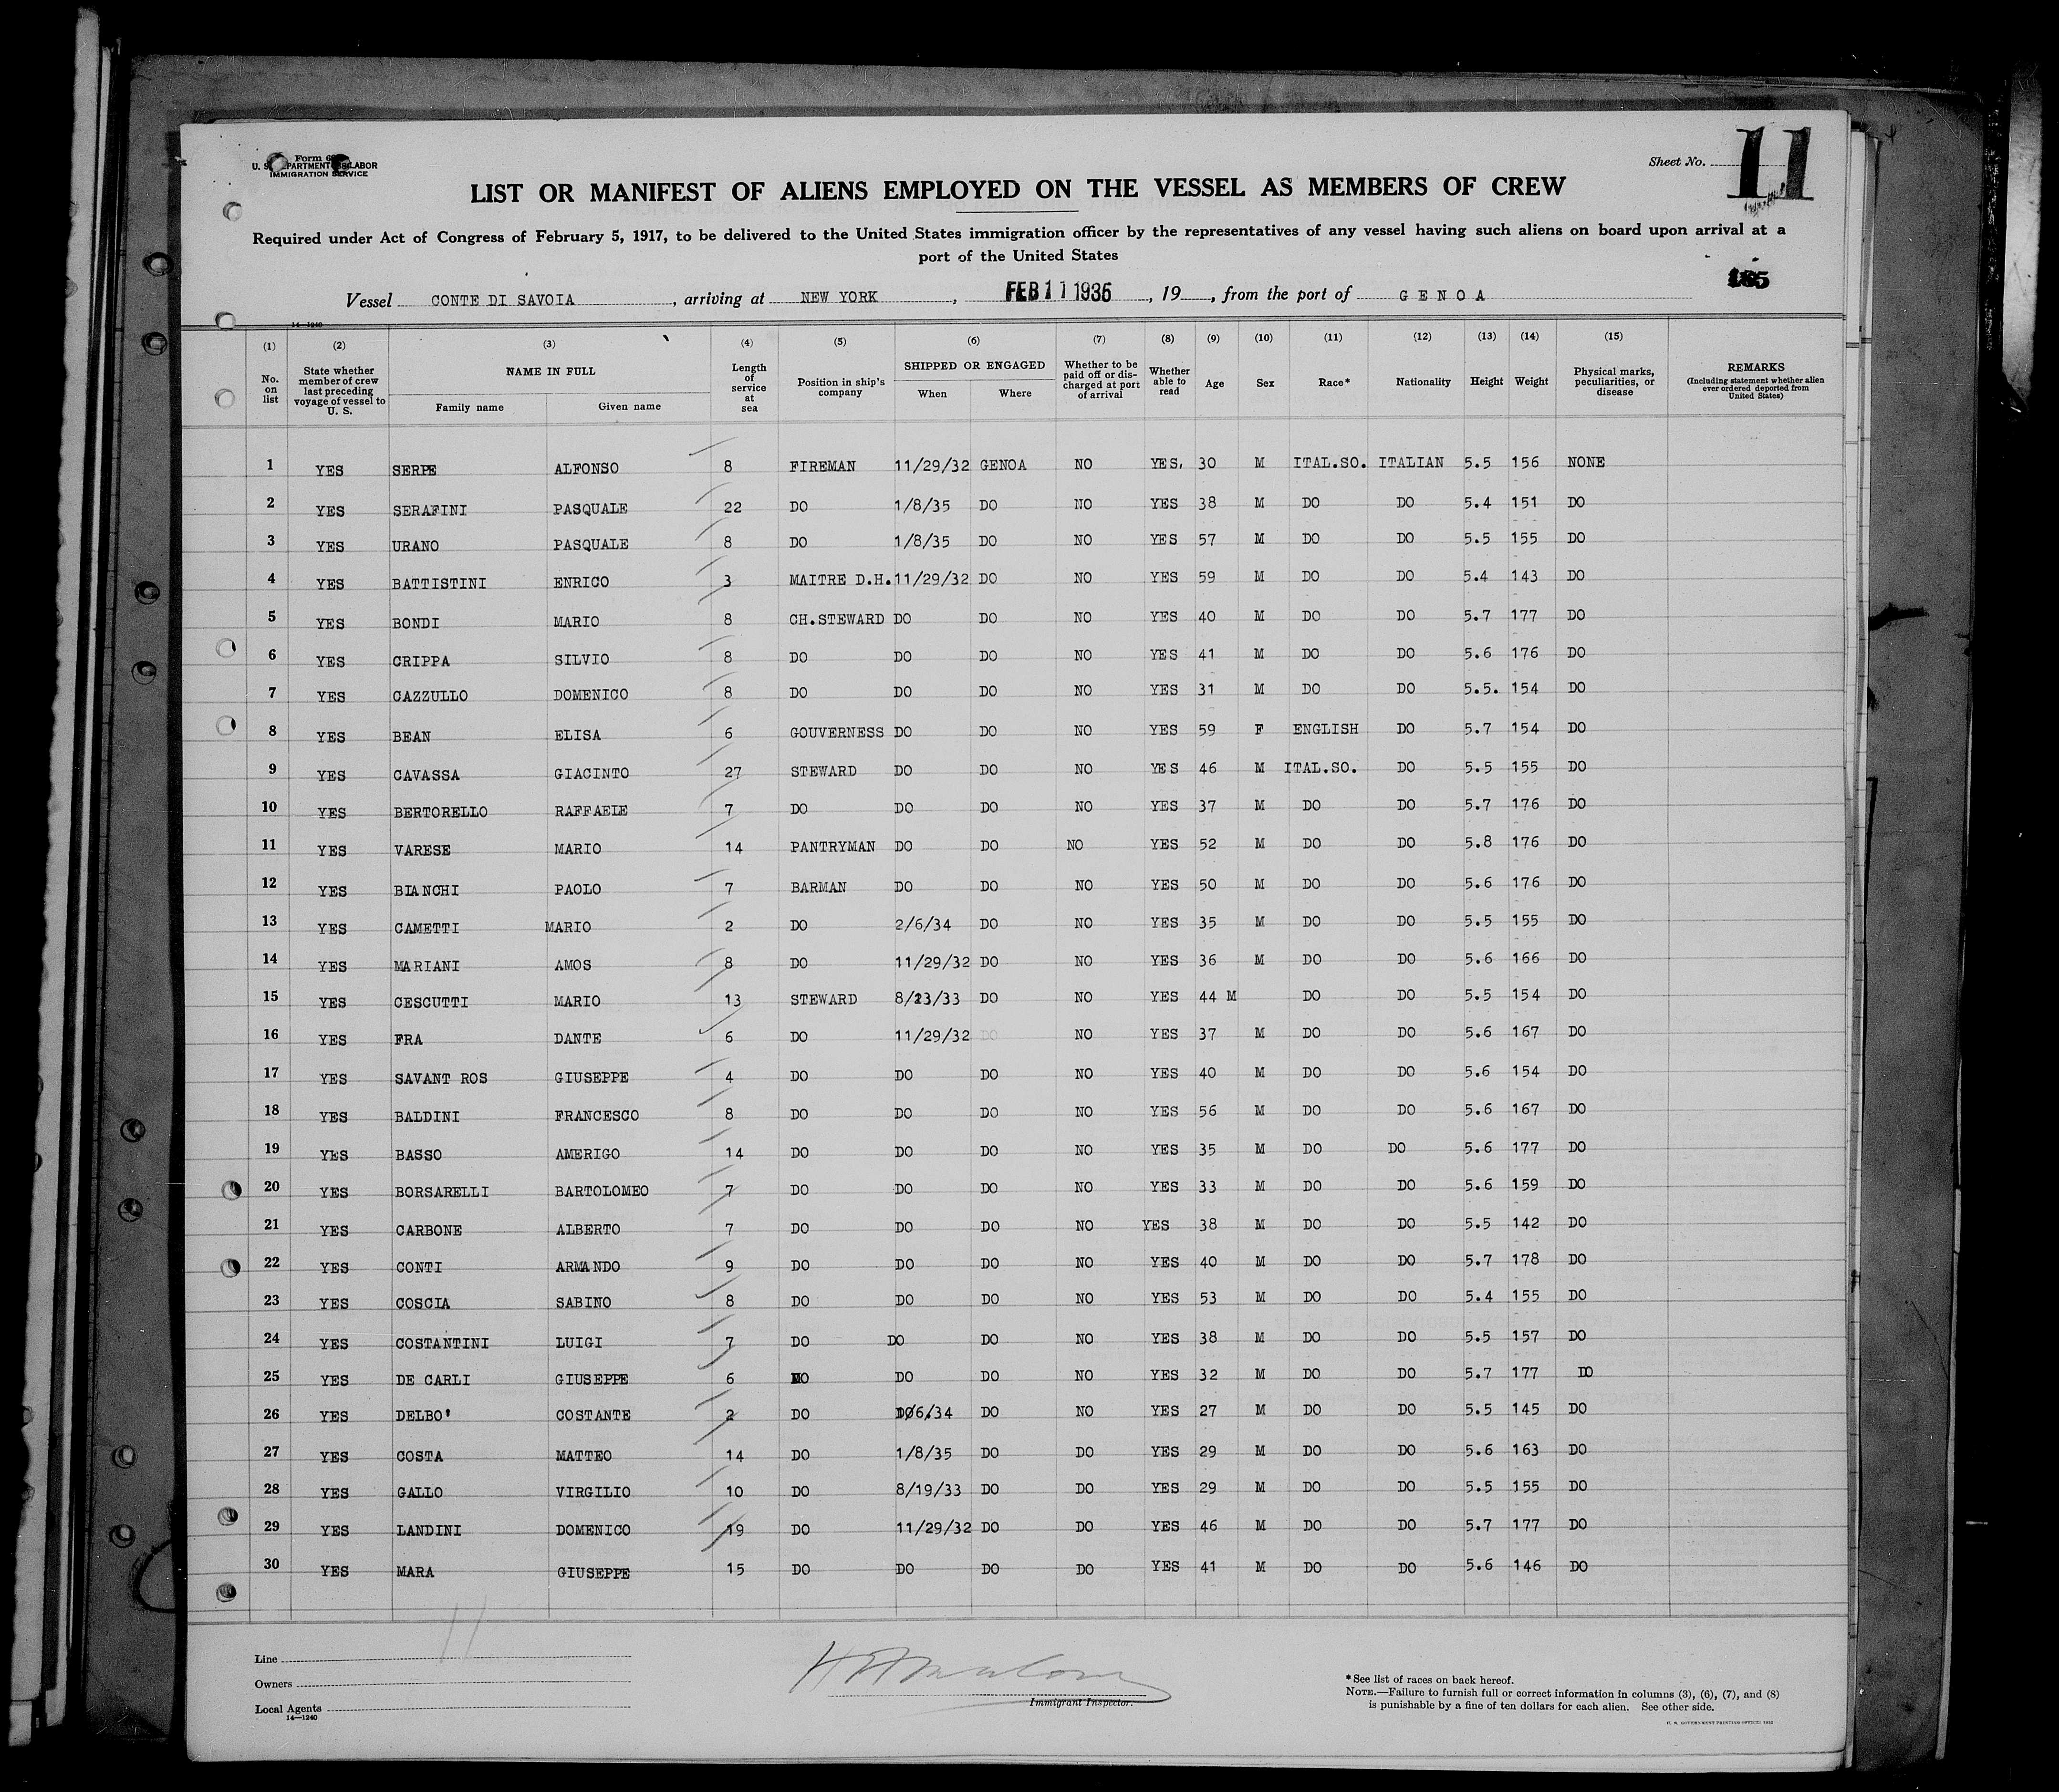 Form 6
U. S. DEPARTMENT OF LABOR
IMMIGRATION SERVICE
Sheet No. 11
LIST OR MANIFEST OF ALIENS EMPLOYED ON THE VESSEL AS MEMBERS OF CREW
Required under Act of Congress of February 5, 1917, to be delivered to the United States immigration officer by the representatives of any vessel having such aliens on board upon arrival at a
port of the United States
Vessel CONTE DI SAVOIA, arriving at NEW YORK, FEB 11 1935, 19, from the port of GENOA
14—1240
(1) (2) (3) (4) (5) (6) (7) (8) (9) (10) (11) (12) (13) (14) (15)
No. on list State whether member of crew last preceding voyage of vessel to U. S. NAME IN FULL Family name Given name Length of service at sea Position in ship's company SHIPPED OR ENGAGED When Where Whether to be paid off or discharged at port of arrival Whether able to read Age Sex Race* Nationality Height Weight Physical marks, peculiarities, or disease REMARKS (Including statement whether alien ever ordered deported from United States)
1 YES SERPE ALFONSO 8 FIREMAN 11/29/32 GENOA NO YES, 30 M ITAL.SO. ITALIAN 5.5 156 NONE
2 YES SERAFINI PASQUALE 22 DO 1/8/35 DO NO YES 38 M DO DO 5.4 151 DO
3 YES URANO PASQUALE 8 DO 1/8/35 DO NO YES 57 M DO DO 5.5 155 DO
4 YES BATTISTINI ENRICO 3 MAITRE D.H. 11/29/32 DO NO YES 59 M DO DO 5.4 143 DO
5 YES BONDI MARIO 8 CH.STEWARD DO DO NO YES 40 M DO DO 5.7 177 DO
6 YES CRIPPA SILVIO 8 DO DO DO NO YES 41 M DO DO 5.6 176 DO
7 YES CAZZULLO DOMENICO 8 DO DO DO NO YES 31 M DO DO 5.5. 154 DO
8 YES BEAN ELISA 6 GOUVERNESS DO DO NO YES 59 F ENGLISH DO 5.7 154 DO
9 YES CAVASSA GIACINTO 27 STEWARD DO DO NO YES 46 M ITAL.SO. DO 5.5 155 DO
10 YES BERTORELLO RAFFAELE 7 DO DO DO NO YES 37 M DO DO 5.7 176 DO
11 YES VARESE MARIO 14 PANTRYMAN DO DO NO YES 52 M DO DO 5.8 176 DO
12 YES BIANCHI PAOLO 7 BARMAN DO DO NO YES 50 M DO DO 5.6 176 DO
13 YES CAMETTI MARIO 2 DO 2/6/34 DO NO YES 35 M DO DO 5.5 155 DO
14 YES MARIANI AMOS 8 DO 11/29/32 DO NO YES 36 M DO DO 5.6 166 DO
15 YES CESCUTTI MARIO 13 STEWARD 8/23/33 DO NO YES 44 M DO DO 5.5 154 DO
16 YES FRA DANTE 6 DO 11/29/32 DO NO YES 37 M DO DO 5.6 167 DO
17 YES SAVANT ROS GIUSEPPE 4 DO DO DO NO YES 40 M DO DO 5.6 154 DO
18 YES BALDINI FRANCESCO 8 DO DO DO NO YES 56 M DO DO 5.6 167 DO
19 YES BASSO AMERIGO 14 DO DO DO NO YES 35 M DO DO 5.6 177 DO
20 YES BORSARELLI BARTOLOMEO 7 DO DO DO NO YES 33 M DO DO 5.6 159 DO
21 YES CARBONE ALBERTO 7 DO DO DO NO YES 38 M DO DO 5.5 142 DO
22 YES CONTI ARMANDO 9 DO DO DO NO YES 40 M DO DO 5.7 178 DO
23 YES COSCIA SABINO 8 DO DO DO NO YES 53 M DO DO 5.4 155 DO
24 YES COSTANTINI LUIGI 7 DO DO DO NO YES 38 M DO DO 5.5 157 DO
25 YES DE CARLI GIUSEPPE 6 DO DO DO NO YES 32 M DO DO 5.7 177 DO
26 YES DELBO' COSTANTE 2 DO 6/34 DO NO YES 27 M DO DO 5.5 145 DO
27 YES COSTA MATTEO 14 DO 1/8/35 DO DO YES 29 M DO DO 5.6 163 DO
28 YES GALLO VIRGILIO 10 DO 8/19/33 DO DO YES 29 M DO DO 5.5 155 DO
29 YES LANDINI DOMENICO 19 DO 11/29/32 DO DO YES 46 M DO DO 5.7 177 DO
30 YES MARA GIUSEPPE 15 DO DO DO DO YES 41 M DO DO 5.6 146 DO
11
Line
Owners
Local Agents
14—1240
Immigrant Inspector.
*See list of races on back hereof.
NOTE.—Failure to furnish full or correct information in columns (3), (6), (7), and (8)
is punishable by a fine of ten dollars for each alien. See other side.